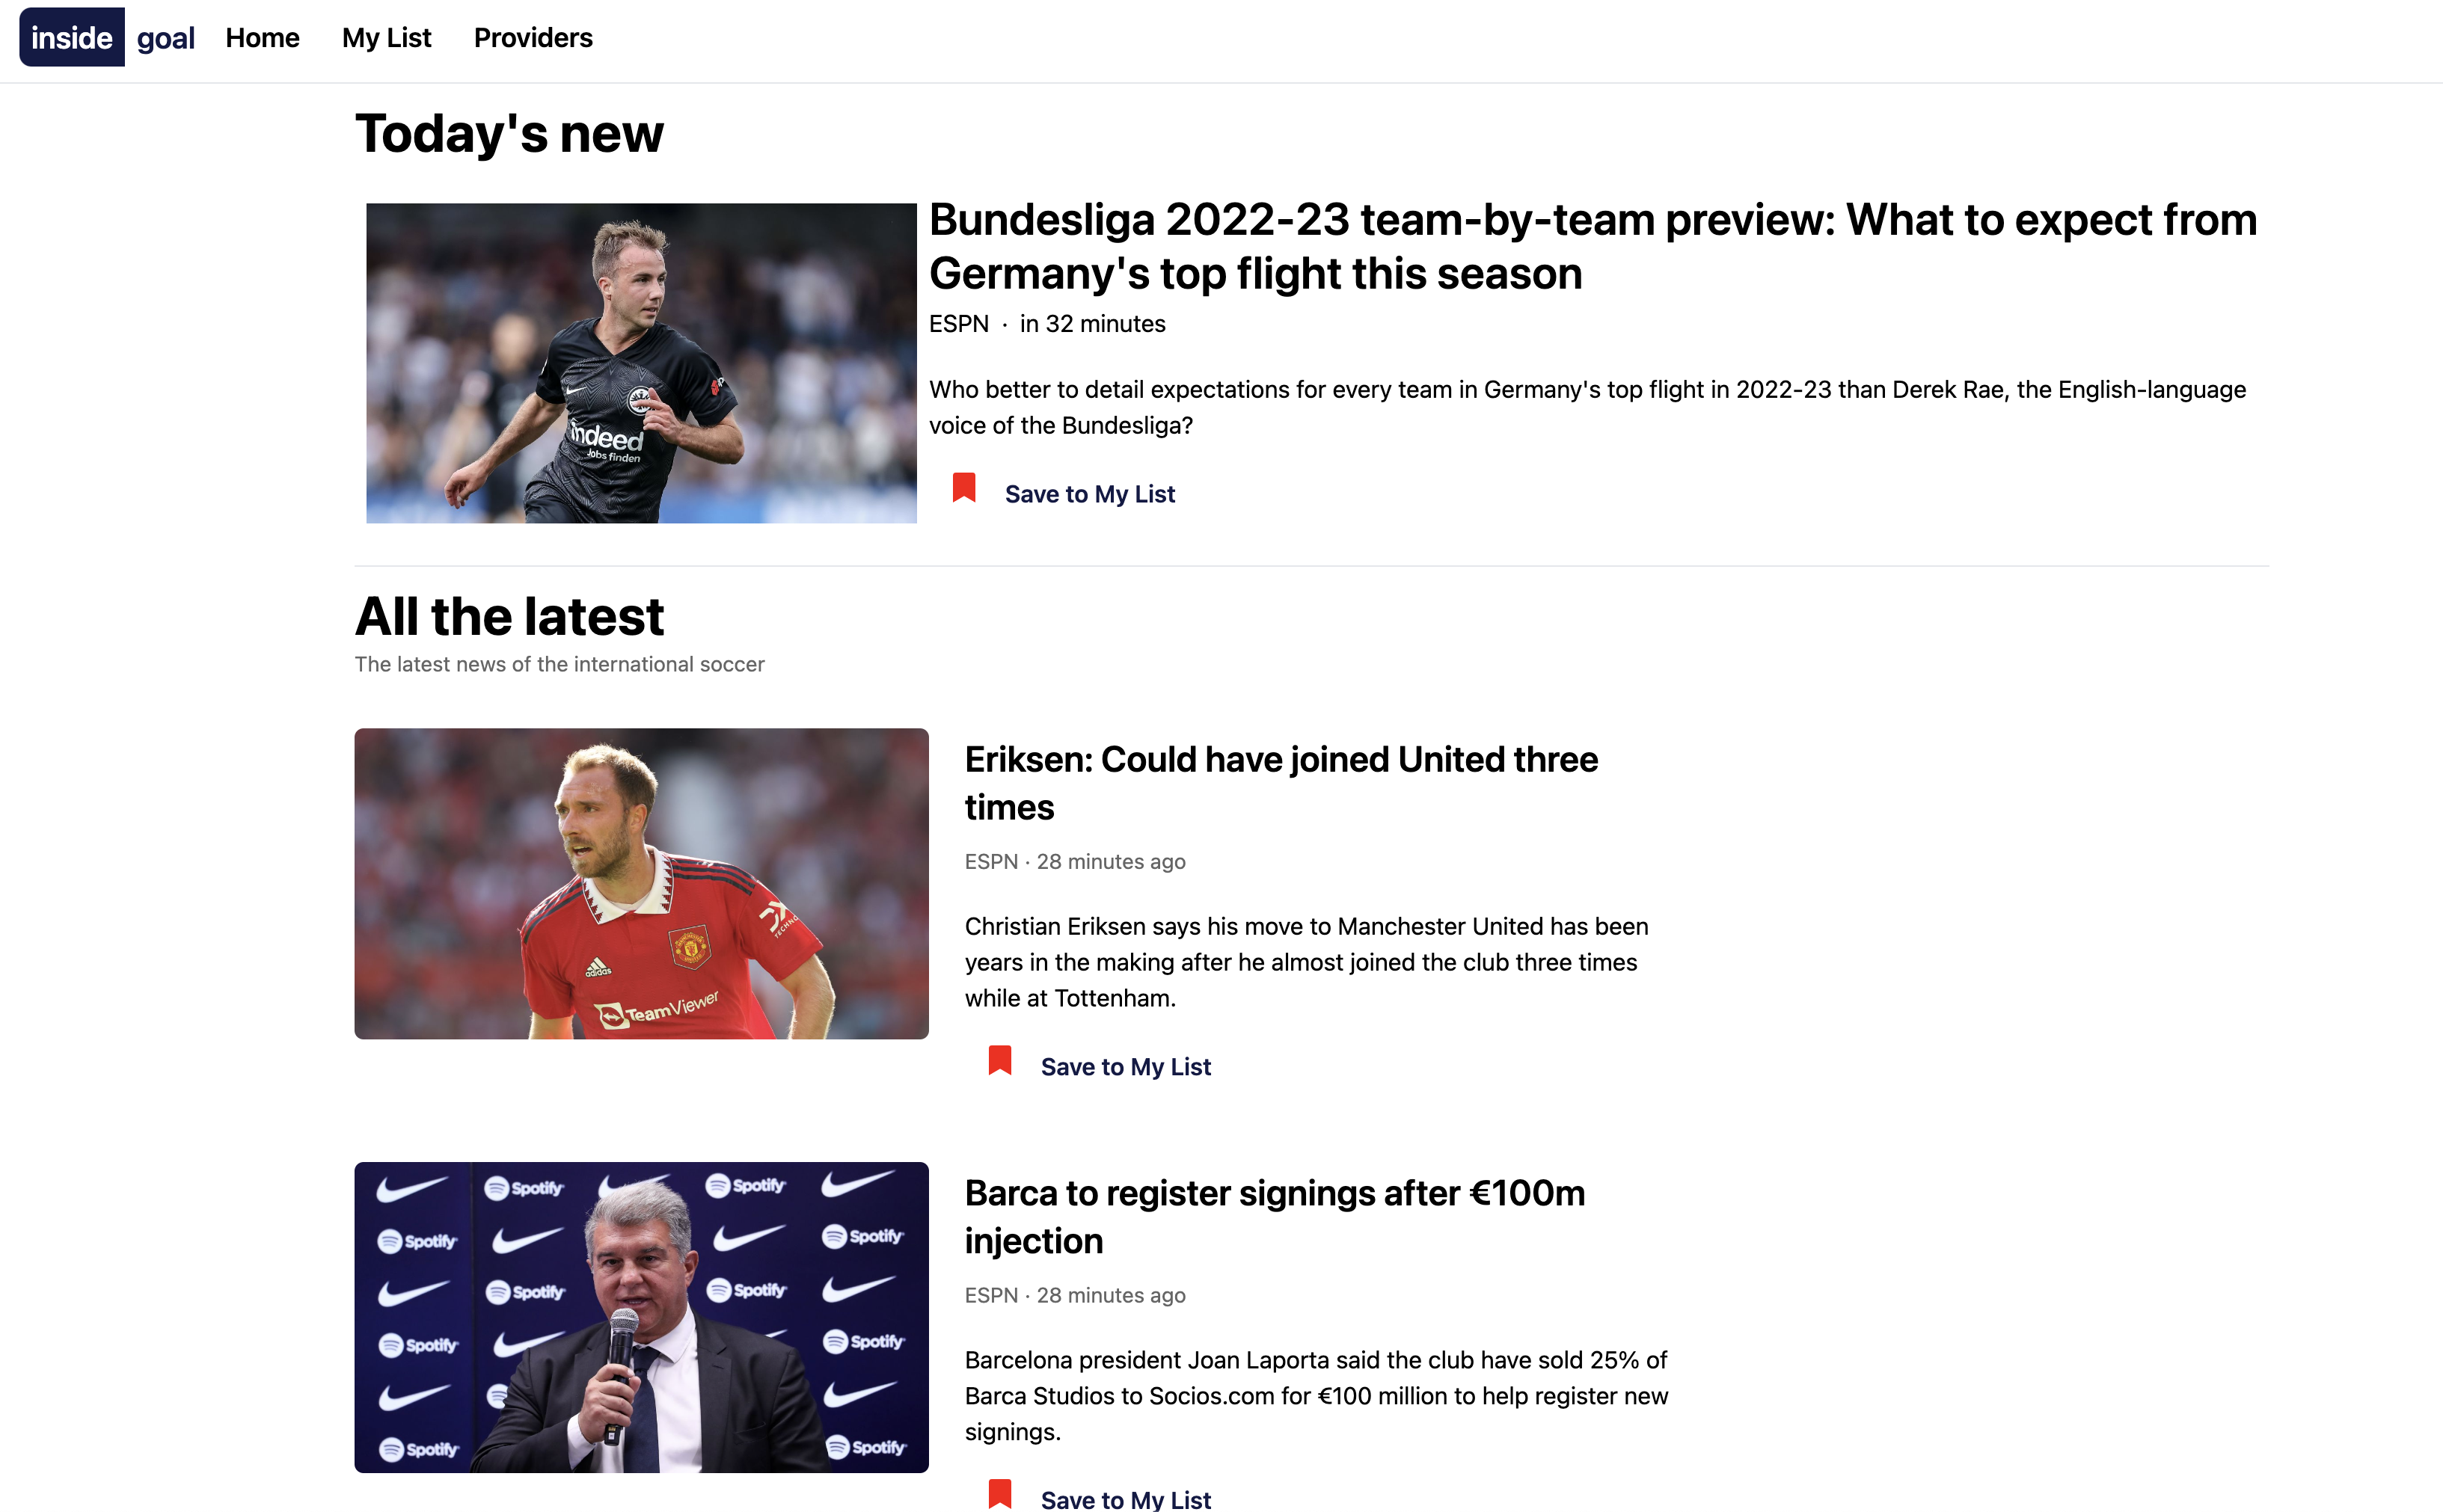 inside goal Home My List Providers
Today's new
Bundesliga 2022-23 team-by-team preview: What to expect from
Germany's top flight this season
ESPN · in 32 minutes
Who better to detail expectations for every team in Germany's top flight in 2022-23 than Derek Rae, the English-language
voice of the Bundesliga?
Save to My List
indeed
Jobs finden
All the latest
The latest news of the international soccer
Eriksen: Could have joined United three
times
ESPN · 28 minutes ago
Christian Eriksen says his move to Manchester United has been
years in the making after he almost joined the club three times
while at Tottenham.
Save to My List
adidas
TeamViewer
Barca to register signings after €100m
injection
ESPN · 28 minutes ago
Barcelona president Joan Laporta said the club have sold 25% of
Barca Studios to Socios.com for €100 million to help register new
signings.
Save to My List
Spotify Spotify
Spotify Spotify
Spotify Spotify
Spotify Spotify
Spotify Spotify